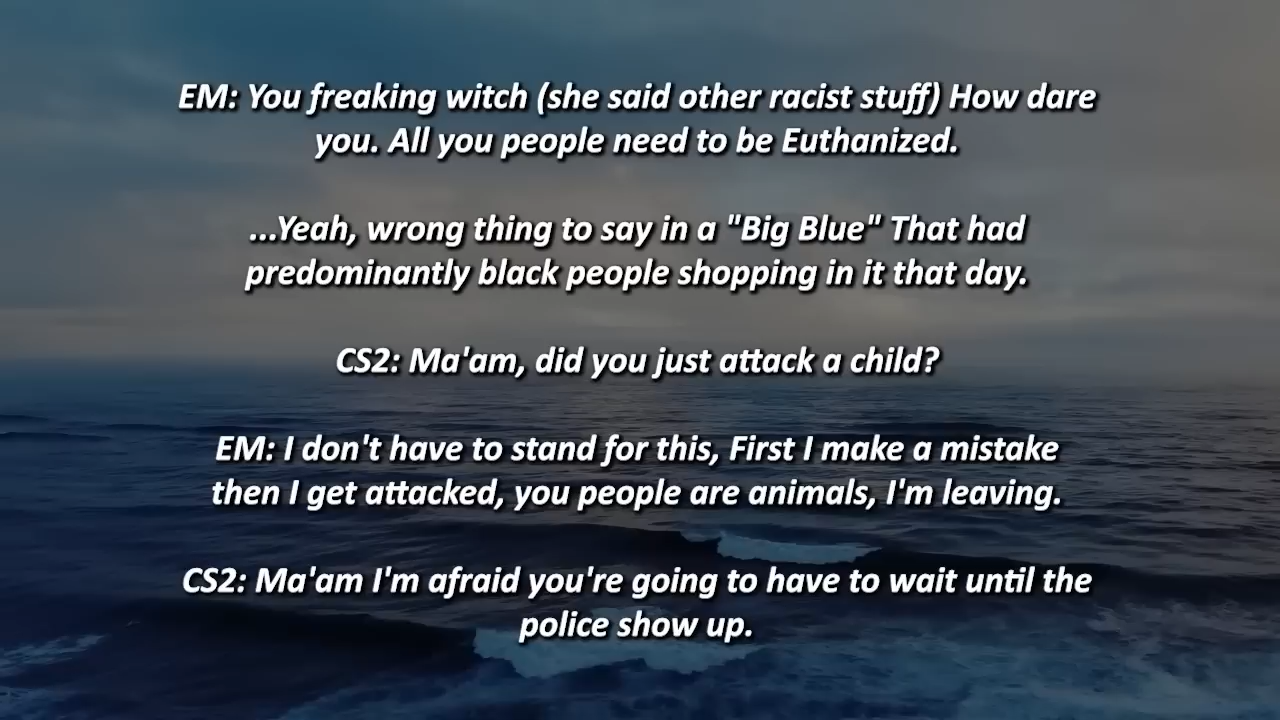 EM: You freaking witch (she said other racist stuff) How dare
you. All you people need to be Euthanized.
...Yeah, wrong thing to say in a "Big Blue" That had
predominantly black people shopping in it that day.
CS2: Ma'am, did you just attack a child?
EM: I don't have to stand for this, First I make a mistake
then I get attacked, you people are animals, I'm leaving.
CS2: Ma'am I'm afraid you're going to have to wait until the
police show up.